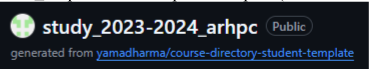 study_2023-2024_arhpc Public
generated from yamadharma/course-directory-student-template